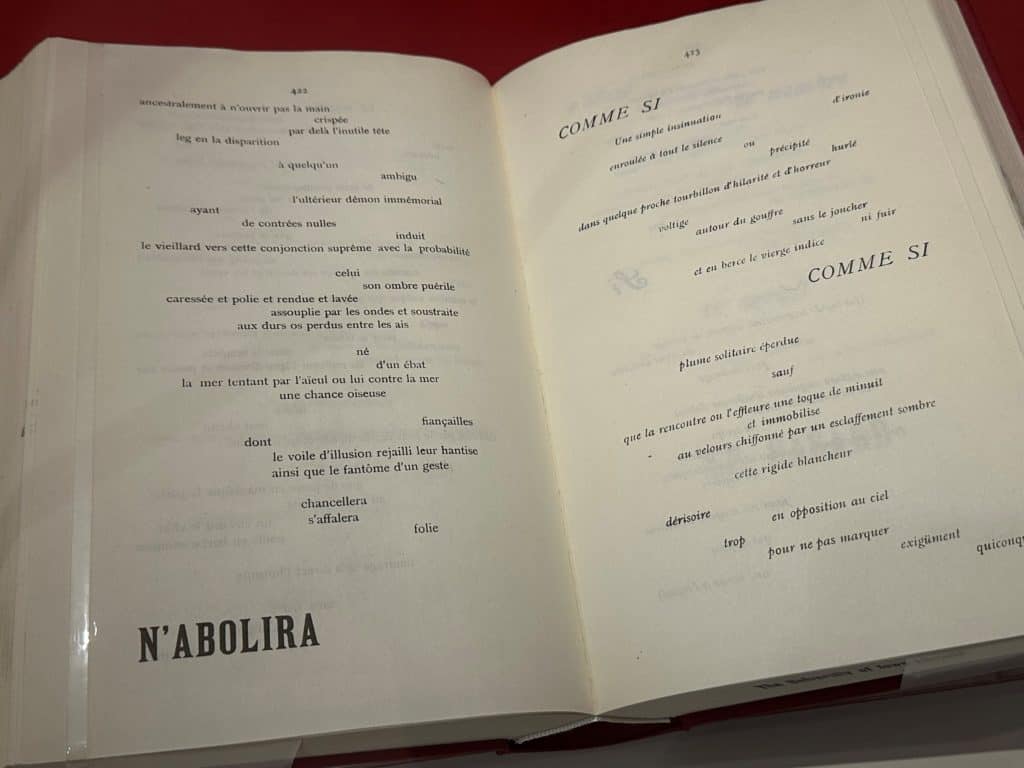 422
ancestralement à n'ouvrir pas la main
crispée
par delà l'inutile tête
leg en la disparition
à quelqu'un
ambigu
l'ultérieur démon immémorial
ayant
de contrées nulles
induit
le vieillard vers cette conjonction suprême avec la probabilité
celui
son ombre puérile
caressée et polie et rendue et lavée
assouplie par les ondes et soustraite
aux durs os perdus entre les ais
né
d'un ébat
la mer tentant par l'aïeul ou lui contre la mer
une chance oiseuse
fiançailles
dont
le voile d'illusion rejailli leur hantise
ainsi que le fantôme d'un geste
chancellera
s'affalera
folie
N'ABOLIRA
423
COMME SI
Une simple insinuation
d'ironie
enroulée à tout le silence
ou précipité hurlé
dans quelque proche tourbillon d'hilarité et d'horreur
voltige autour du gouffre
sans le joncher
ni fuir
et en berce le vierge indice
COMME SI
plume solitaire éperdue
sauf
que la rencontre ou l'effleure une toque de minuit
et immobilise
au velours chiffonné par un esclaffement sombre
cette rigide blancheur
dérisoire
en opposition au ciel
trop
pour ne pas marquer
exigüment
quiconqu
The University of Iowa